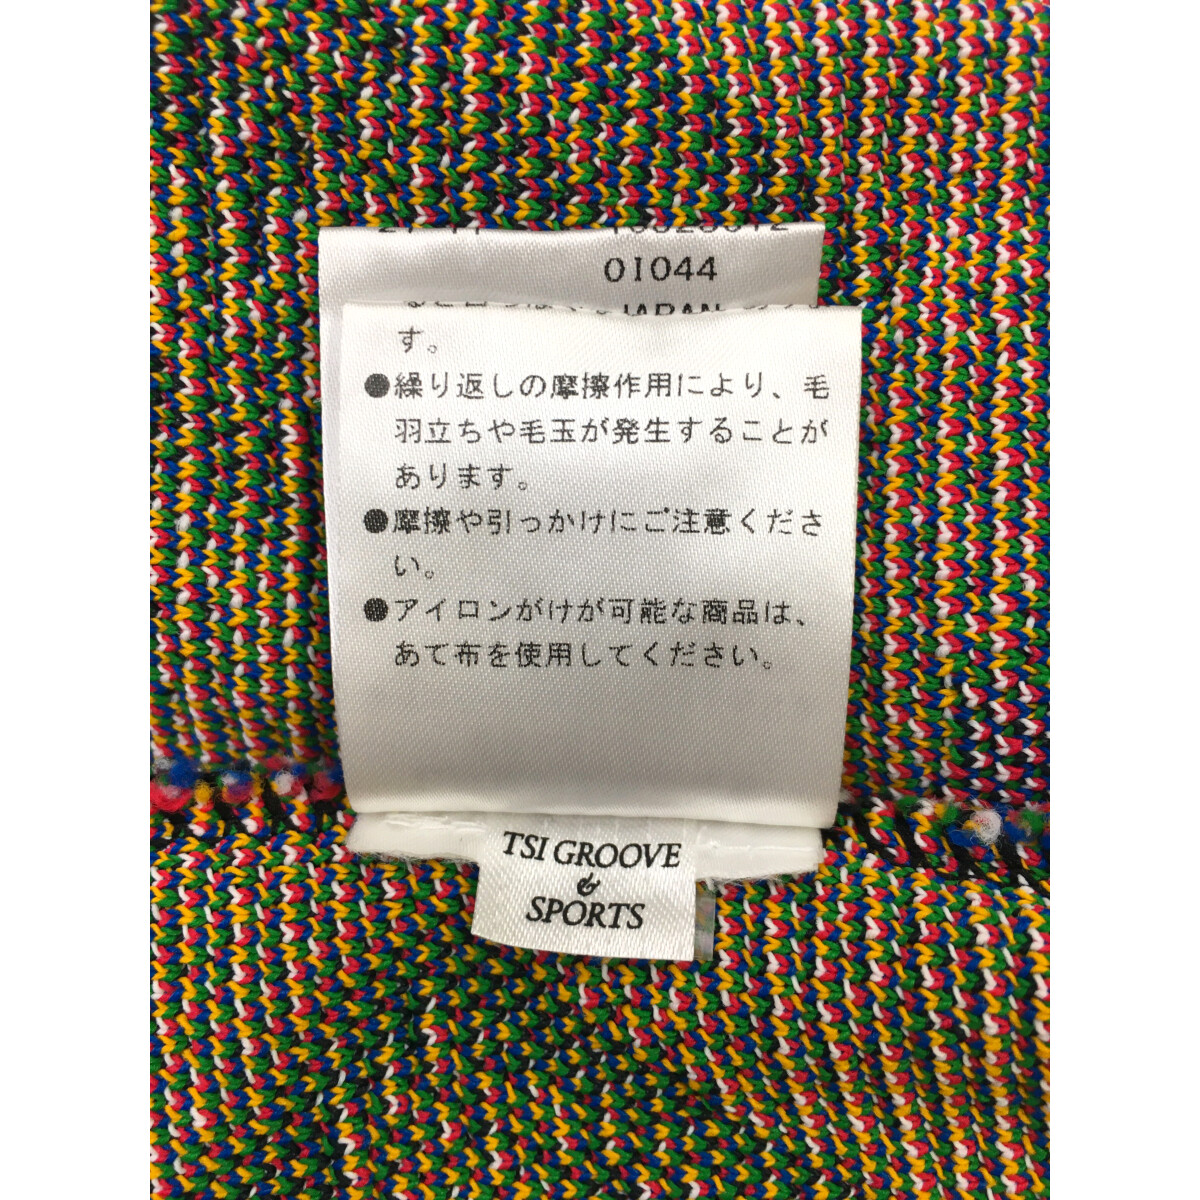 01044
JAPAN
す。
●繰り返しの摩擦作用により、毛
羽立ちや毛玉が発生することが
あります。
●摩擦や引っかけにご注意くださ
い。
●アイロンがけが可能な商品は、
あて布を使用してください。
TSI GROOVE
&
SPORTS